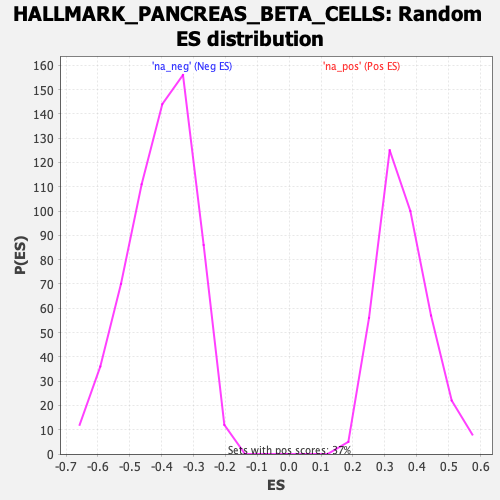 HALLMARK_PANCREAS_BETA_CELLS: Random
ES distribution
'na_neg' (Neg ES)
'na_pos' (Pos ES)
160
150
140
130
120
110
100
90
80
70
60
50
40
30
20
10
0
P(ES)
Sets with pos scores: 37%
-0.7 -0.6 -0.5 -0.4 -0.3 -0.2 -0.1 0.0 0.1 0.2 0.3 0.4 0.5 0.6
ES